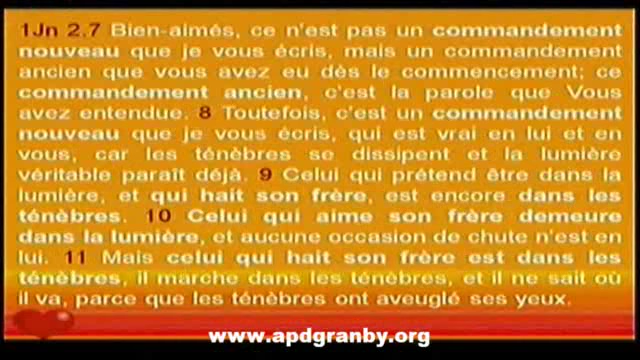 1Jn 2.7 Bien-aimés, ce n'est pas un commandement
nouveau que je vous écris, mais un commandement
ancien que vous avez eu dès le commencement; ce
commandement ancien, c'est la parole que Vous
avez entendue. 8 Toutefois, c'est un commandement
nouveau que je vous écris, qui est vrai en lui et en
vous, car les ténèbres se dissipent et la lumière
véritable paraît déjà. 9 Celui qui prétend être dans la
lumière, et qui hait son frère, est encore dans les
ténèbres. 10 Celui qui aime son frère demeure
dans la lumière, et aucune occasion de chute n'est en
lui. 11 Mais celui qui hait son frère est dans les
ténèbres, il marche dans les ténèbres, et il ne sait où
il va, parce que les ténèbres ont aveuglé ses yeux.
www.apdgranby.org